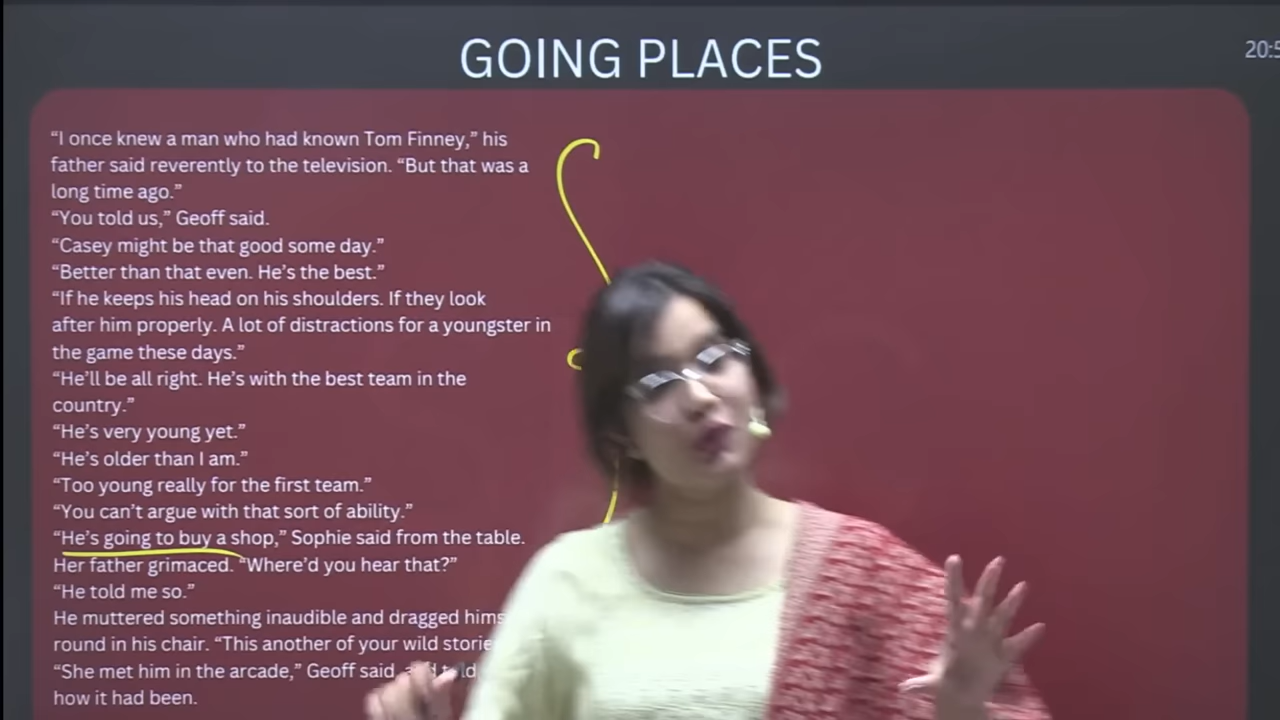 GOING PLACES
20:5
“I once knew a man who had known Tom Finney,” his
father said reverently to the television. “But that was a
long time ago.”
“You told us,” Geoff said.
“Casey might be that good some day.”
“Better than that even. He’s the best.”
“If he keeps his head on his shoulders. If they look
after him properly. A lot of distractions for a youngster in
the game these days.”
“He’ll be all right. He’s with the best team in the
country.”
“He’s very young yet.”
“He’s older than I am.”
“Too young really for the first team.”
“You can’t argue with that sort of ability.”
“He’s going to buy a shop,” Sophie said from the table.
Her father grimaced. “Where’d you hear that?”
“He told me so.”
He muttered something inaudible and dragged hims
round in his chair. “This another of your wild storie
“She met him in the arcade,” Geoff said,
how it had been.